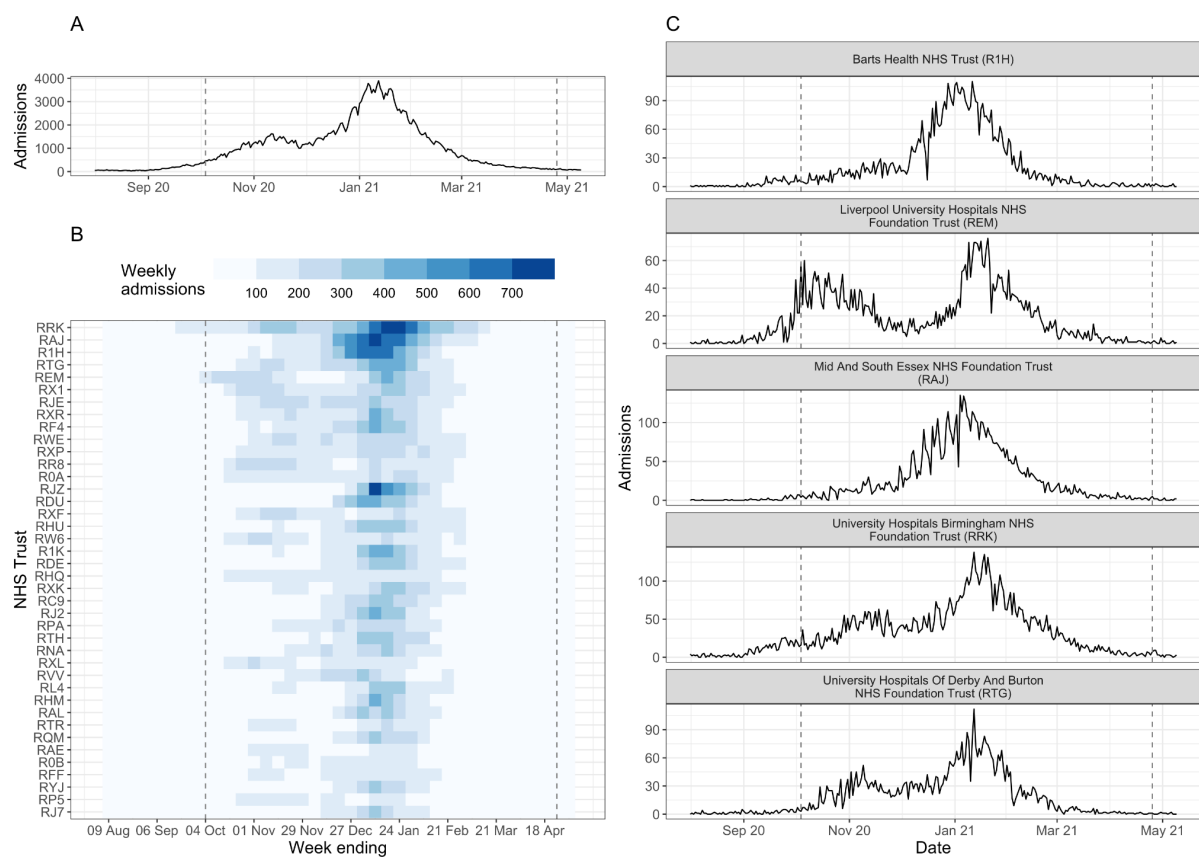 A
Admissions
4000
3000
2000
1000
0
Sep 20 Nov 20 Jan 21 Mar 21 May 21
B
Weekly
admissions
100 200 300 400 500 600 700
NHS Trust
RRK
RAJ
R1H
RTG
REM
RX1
RJE
RXR
RF4
RWE
RXP
RR8
R0A
RJZ
RDU
RXF
RHU
RW6
R1K
RDE
RHQ
RXK
RC9
RJ2
RPA
RTH
RNA
RXL
RVV
RL4
RHM
RAL
RTR
RQM
RAE
R0B
RFF
RYJ
RP5
RJ7
09 Aug 06 Sep 04 Oct 01 Nov 29 Nov 27 Dec 24 Jan 21 Feb 21 Mar 18 Apr
Week ending
C
Admissions
Barts Health NHS Trust (R1H)
90
60
30
0
Liverpool University Hospitals NHS
Foundation Trust (REM)
60
40
20
0
Mid And South Essex NHS Foundation Trust
(RAJ)
100
50
0
University Hospitals Birmingham NHS
Foundation Trust (RRK)
100
50
0
University Hospitals Of Derby And Burton
NHS Foundation Trust (RTG)
90
60
30
0
Sep 20 Nov 20 Jan 21 Mar 21 May 21
Date